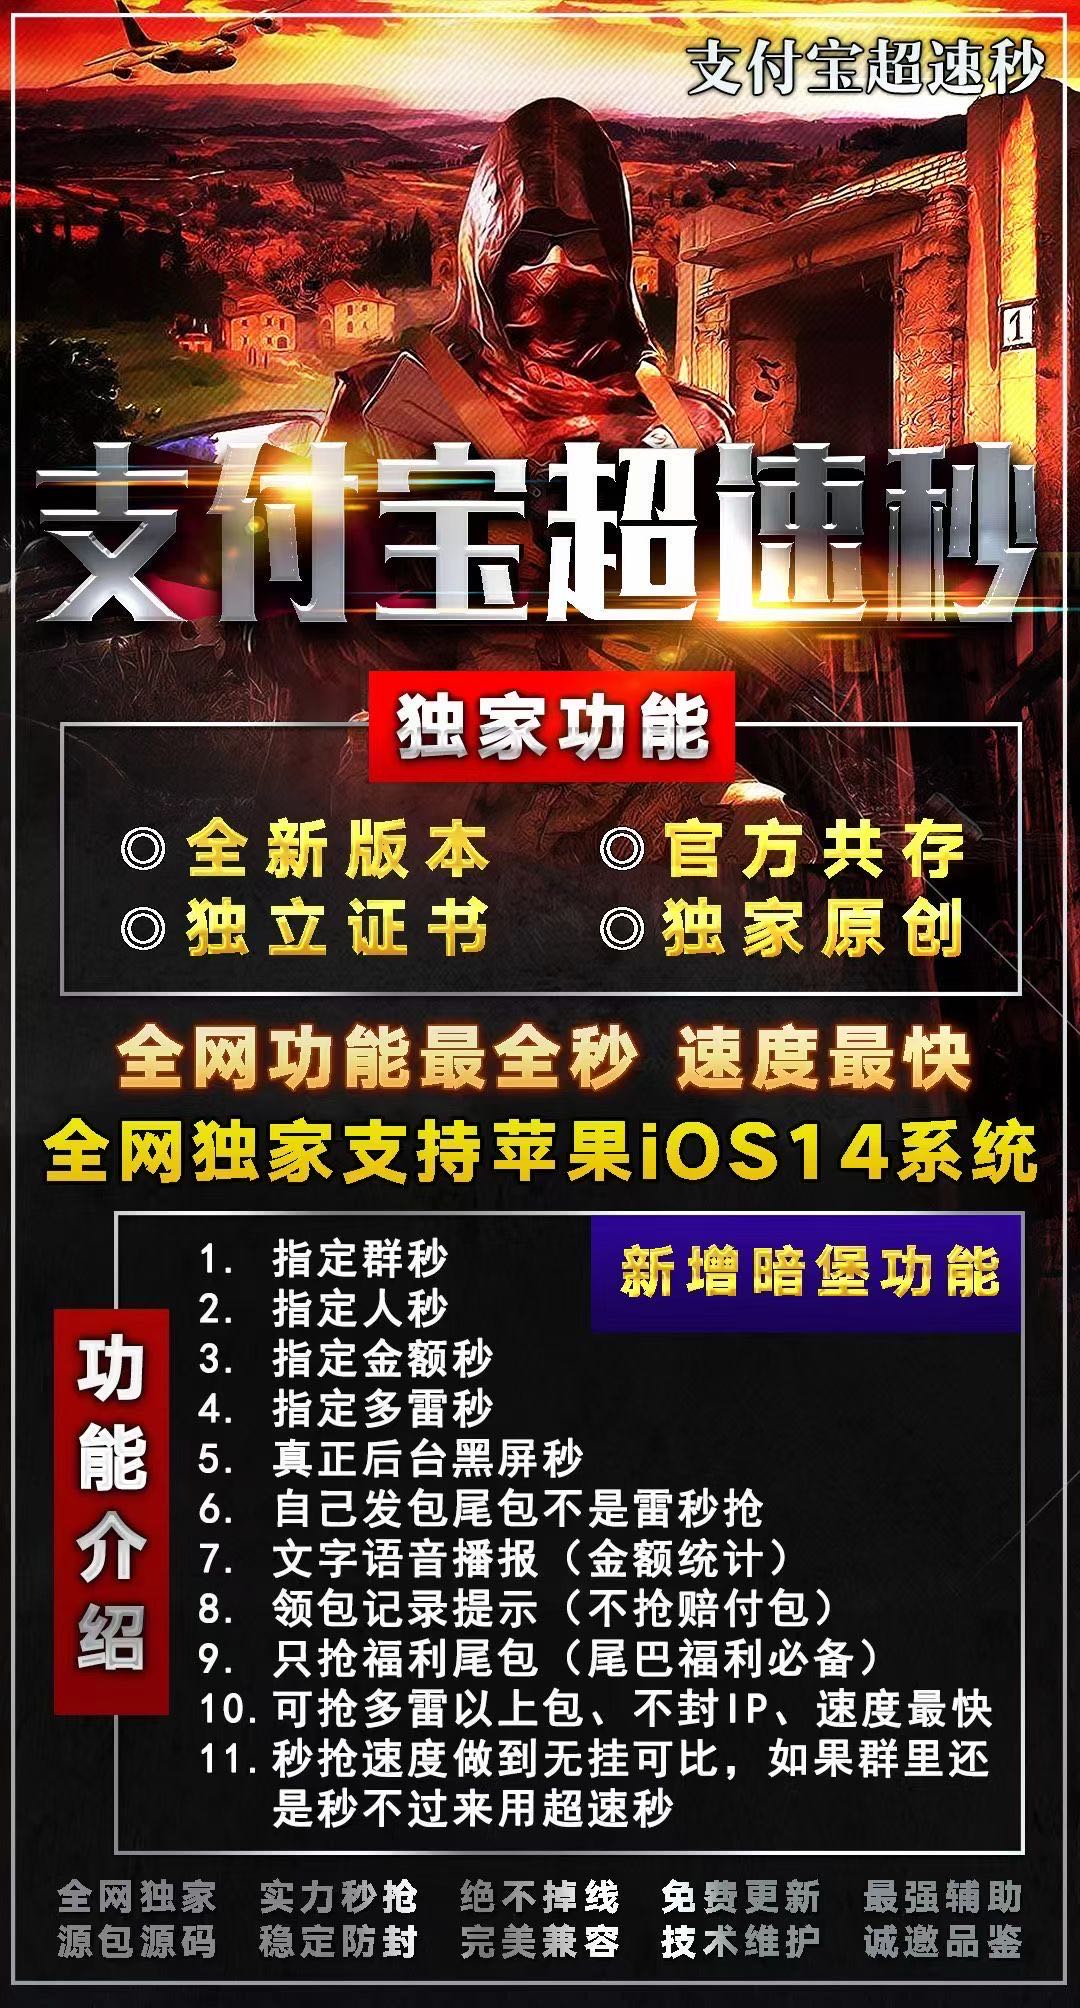 支付宝超速秒
1
支付宝超速秒
独家功能
◎全新版本 ◎官方共存
◎独立证书 ◎独家原创
全网功能最全秒 速度最快
全网独家支持苹果iOS14系统
新增暗堡功能
功能介绍
1. 指定群秒
2. 指定人秒
3. 指定金额秒
4. 指定多雷秒
5. 真正后台黑屏秒
6. 自己发包尾包不是雷秒抢
7. 文字语音播报（金额统计）
8. 领包记录提示（不抢赔付包）
9. 只抢福利尾包（尾巴福利必备）
10. 可抢多雷以上包、不封IP、速度最快
11. 秒抢速度做到无挂可比，如果群里还
是秒不过来用超速秒
全网独家 实力秒抢 绝不掉线 免费更新 最强辅助
源包源码 稳定防封 完美兼容 技术维护 诚邀品鉴